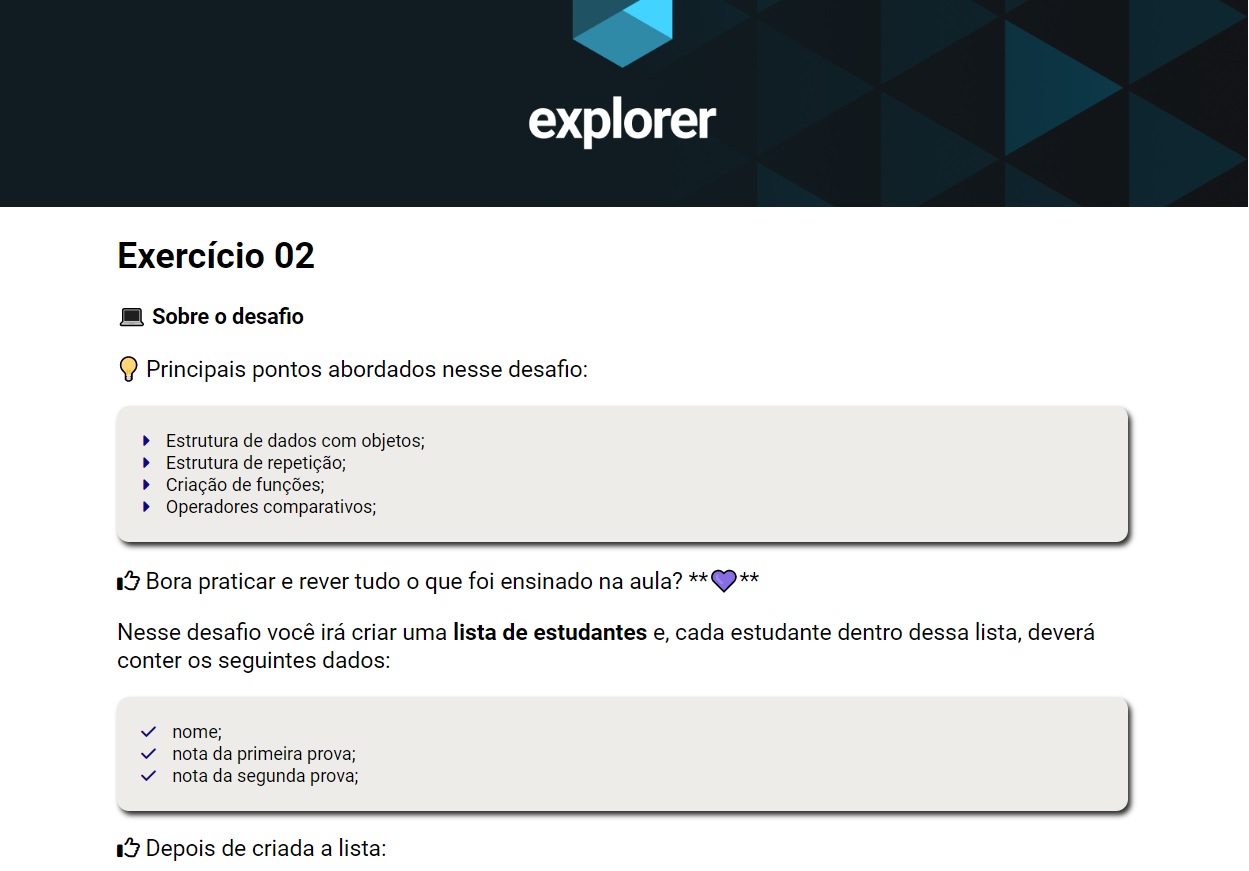 explorer
Exercício 02
💻 Sobre o desafio
💡 Principais pontos abordados nesse desafio:
Estrutura de dados com objetos;
Estrutura de repetição;
Criação de funções;
Operadores comparativos;
Bora praticar e rever tudo o que foi ensinado na aula? **💜**
Nesse desafio você irá criar uma lista de estudantes e, cada estudante dentro dessa lista, deverá
conter os seguintes dados:
nome;
nota da primeira prova;
nota da segunda prova;
Depois de criada a lista: